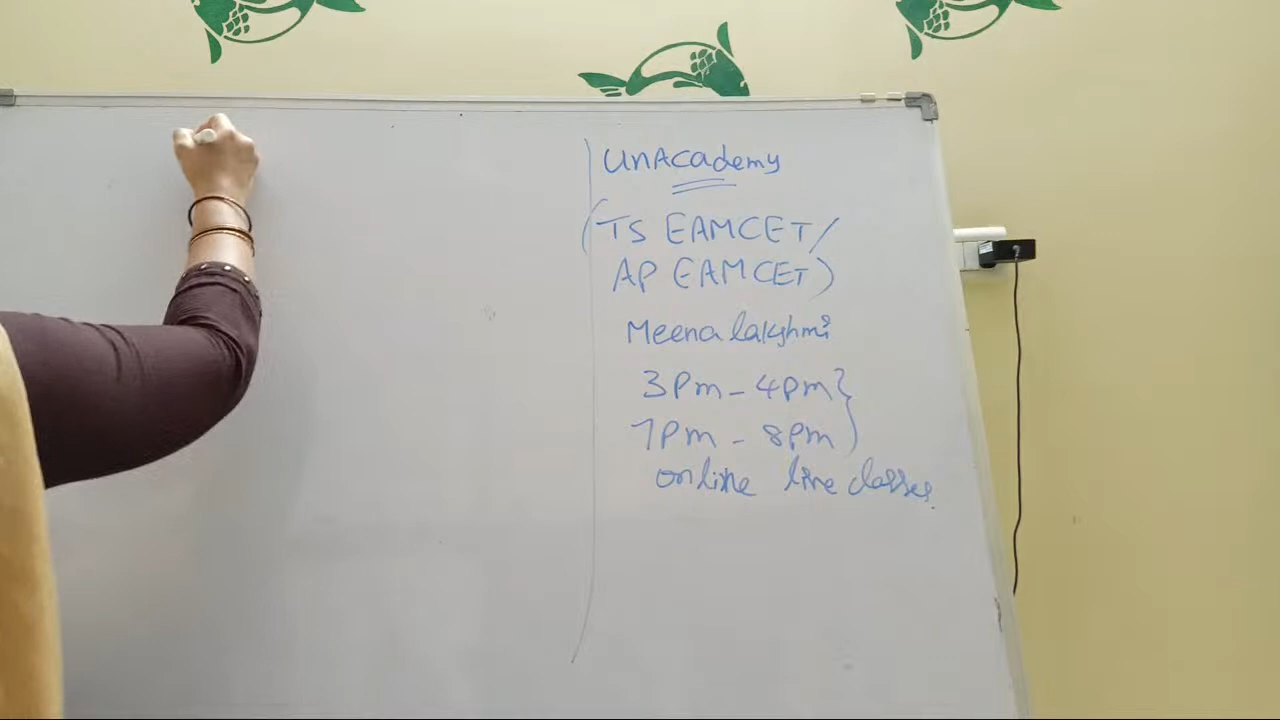 UnAcademy
(TS EAMCET/
AP EAMCET)
Meena lakshmi
3Pm - 4pm }
7pm - 8pm )
online live classes